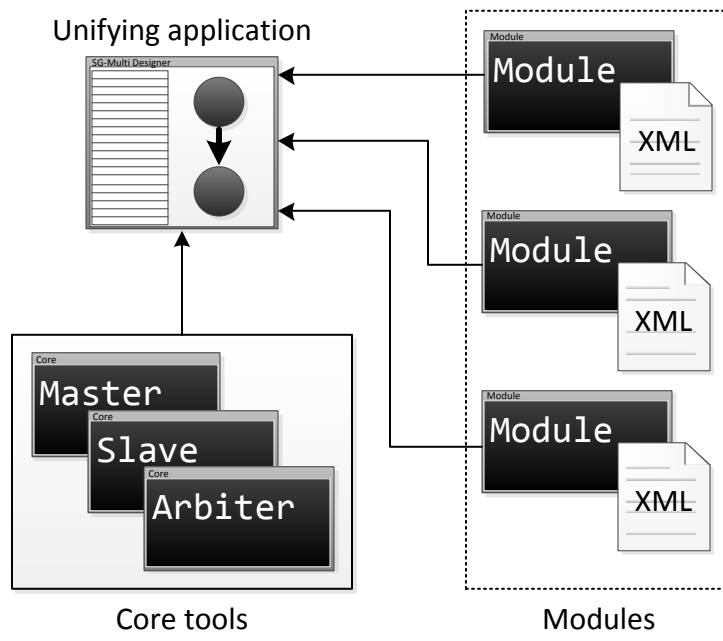 Unifying application
SG-Multi Designer
Module
Module
XML
Module
Module
XML
Module
Module
XML
Core
Master
Core
Slave
Core
Arbiter
Core tools
Modules